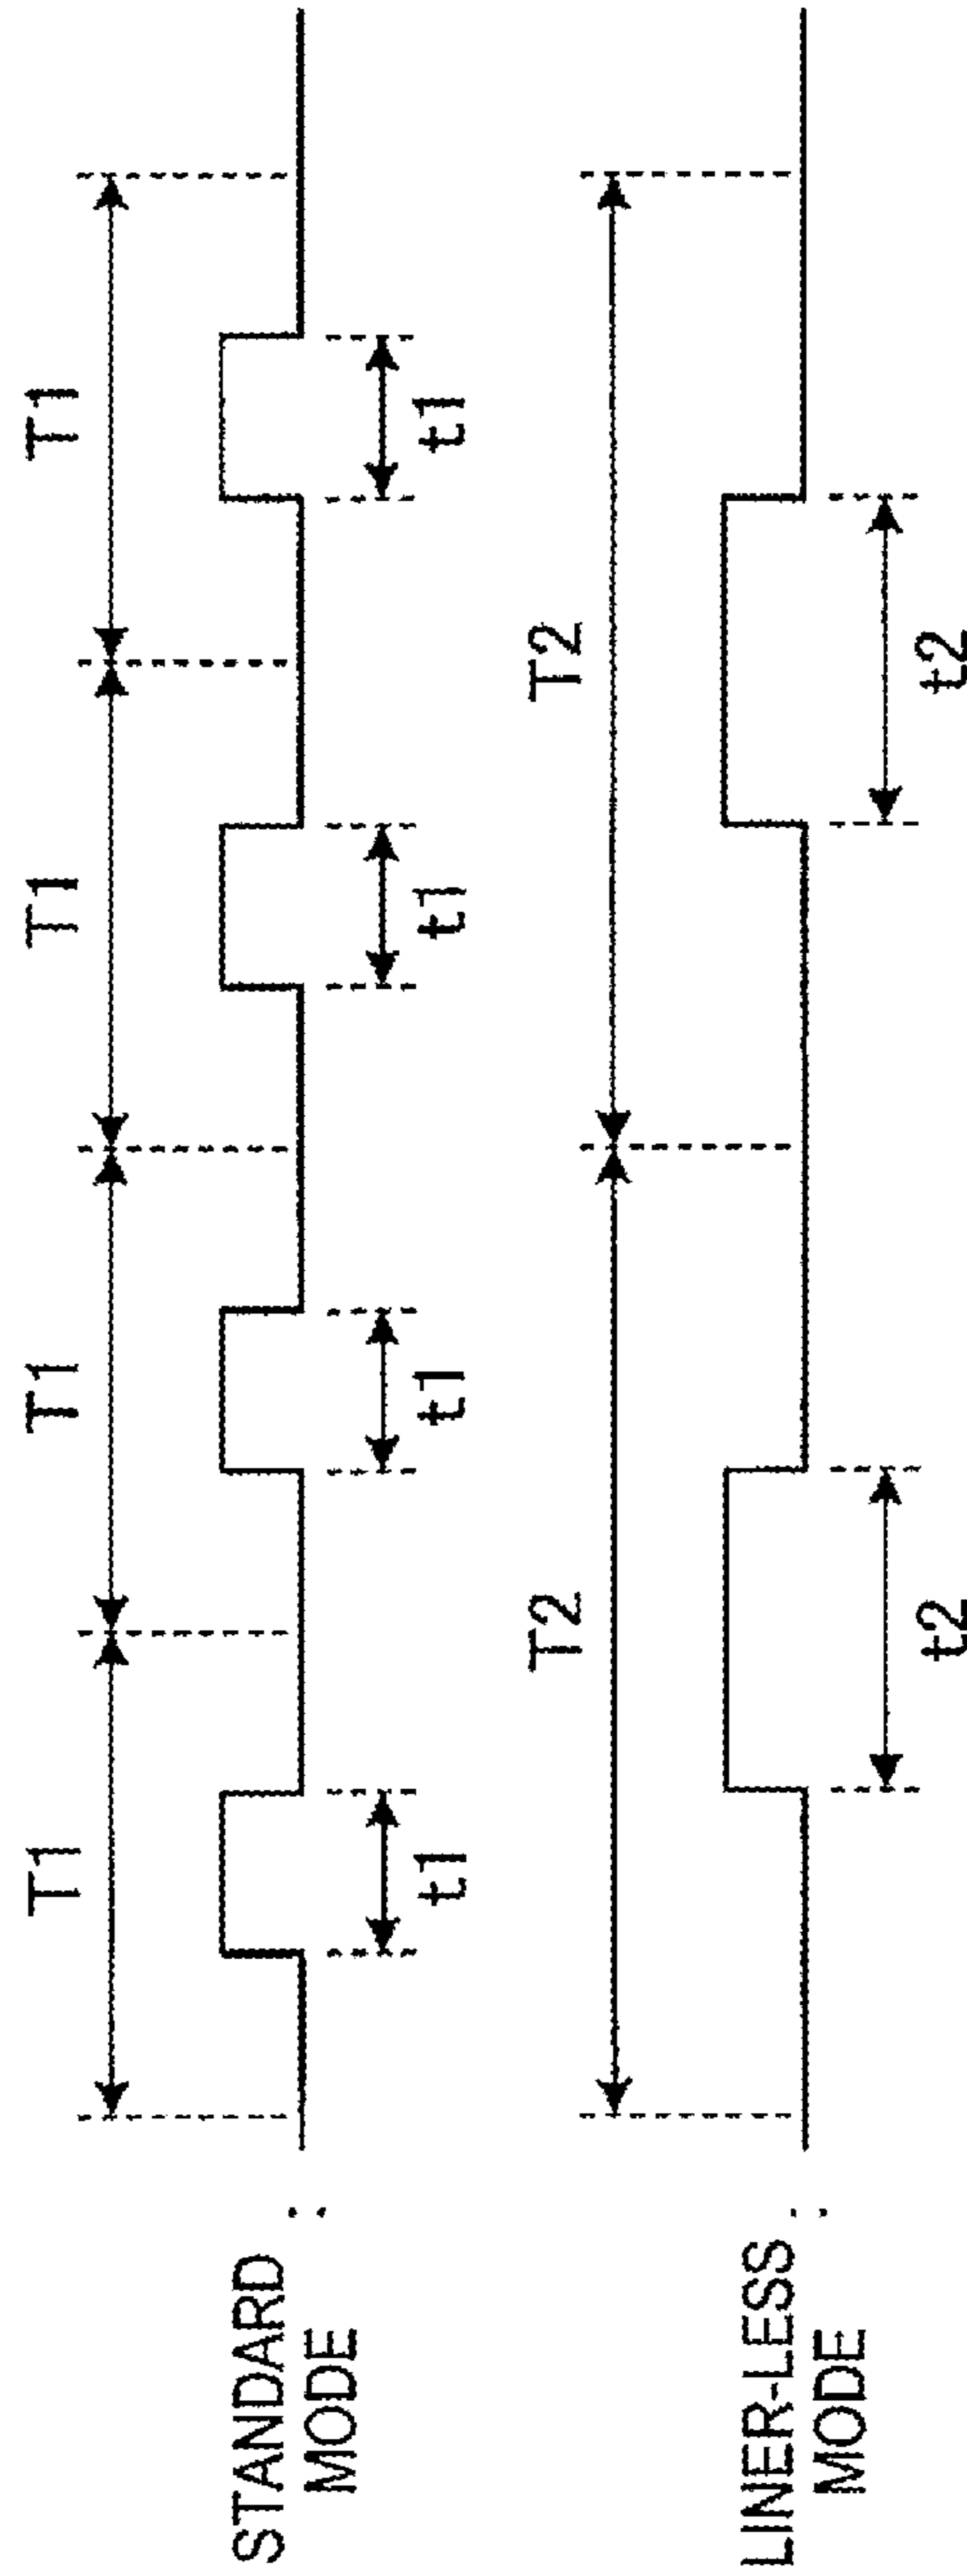 T1 T1 T1 T1
STANDARD
MODE :
t1 t1 t1 t1
T2 T2
LINER-LESS
MODE :
t2 t2